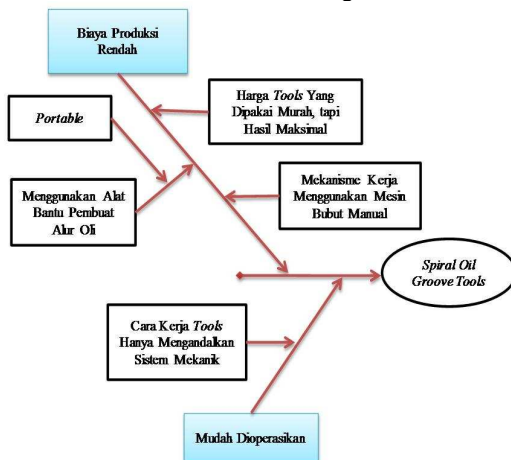 Biaya Produksi
Rendah
Harga Tools Yang
Dipakai Murah, tapi
Hasil Maksimal
Portable
Menggunakan Alat
Bantu Pembuat
Alur Oli
Mekanisme Kerja
Menggunakan Mesin
Bubut Manual
Spiral Oil
Groove Tools
Cara Kerja Tools
Hanya Mengandalkan
Sistem Mekanik
Mudah Dioperasikan